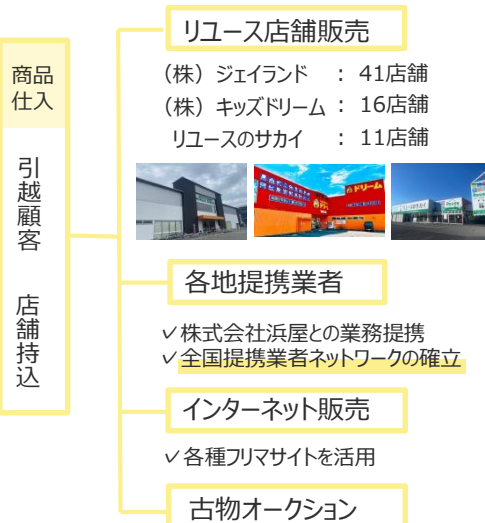 商品
仕入
引越顧客
店舗持込
リユース店舗販売
（株）ジェイランド ： 41店舗
（株）キッズドリーム ： 16店舗
リユースのサカイ ： 11店舗
ドリーム
各地提携業者
✓株式会社浜屋との業務提携
✓全国提携業者ネットワークの確立
インターネット販売
✓各種フリマサイトを活用
古物オークション